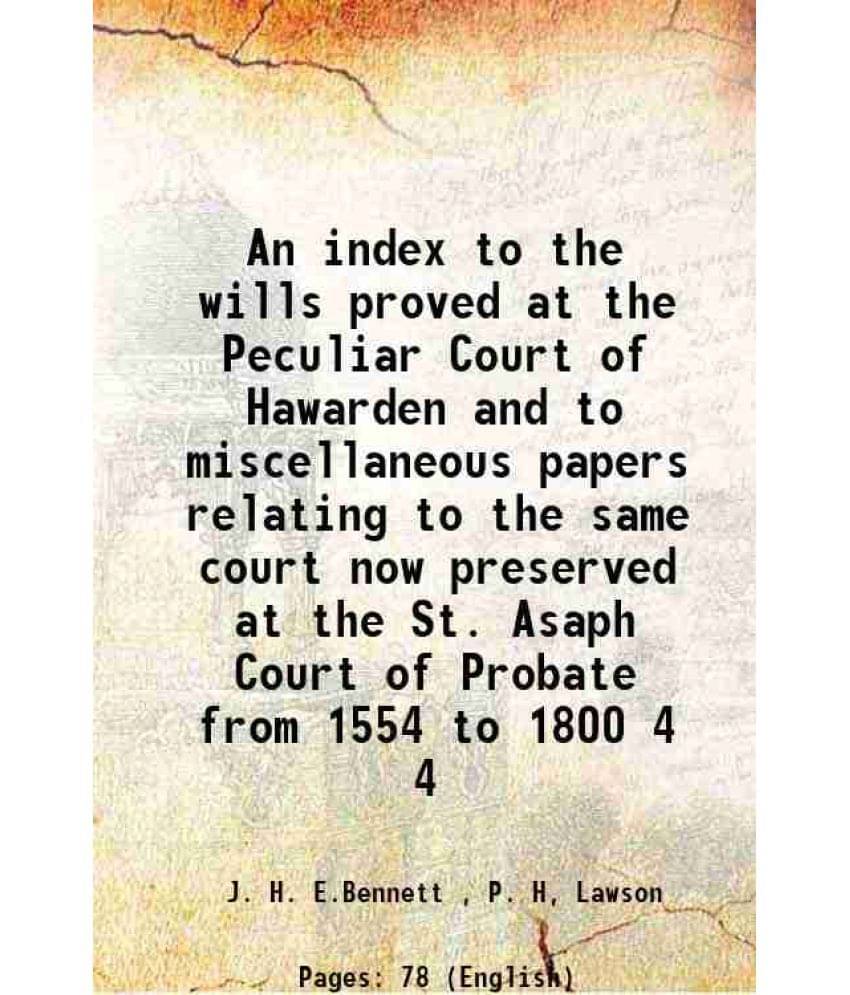 An index to the
wills proved at the
Peculiar Court of
Hawarden and to
miscellaneous papers
relating to the same
court now preserved
at the St. Asaph
Court of Probate
from 1554 to 1800 4
4
J. H. E.Bennett , P. H, Lawson
Pages: 78 (English)